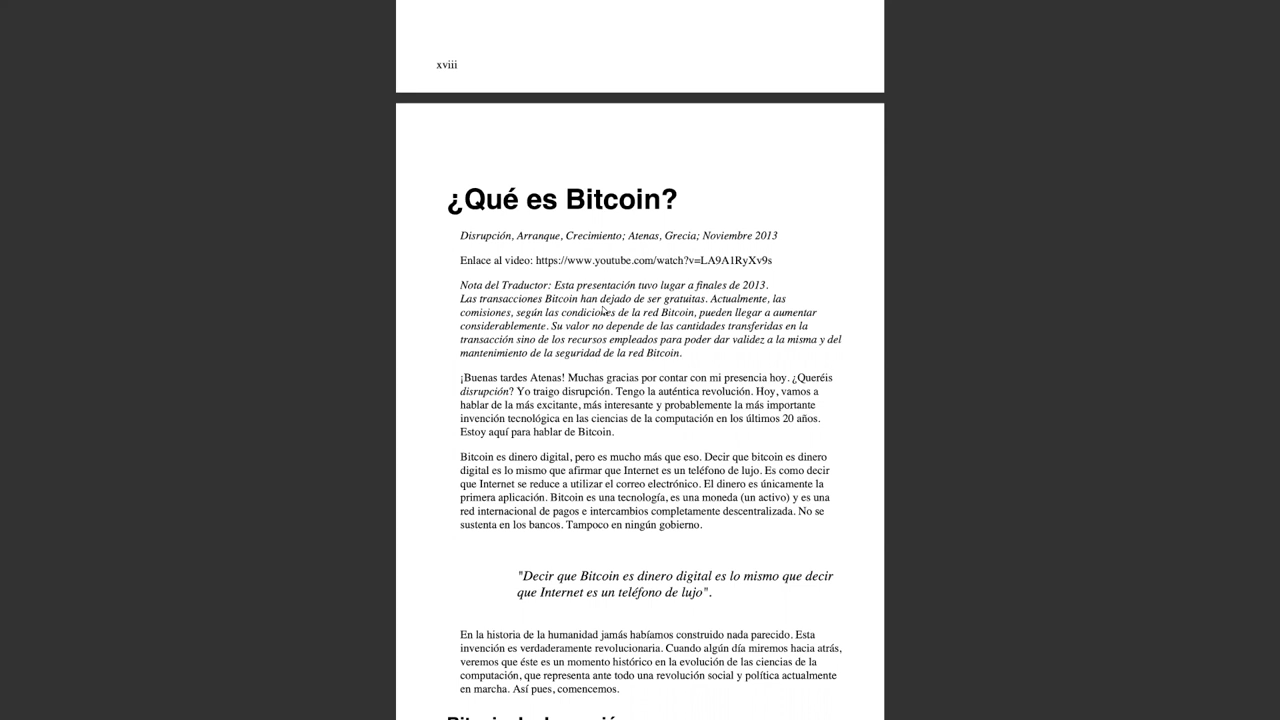 xviii
¿Qué es Bitcoin?
Disrupción, Arranque, Crecimiento; Atenas, Grecia; Noviembre 2013
Enlace al video: https://www.youtube.com/watch?v=LA9A1RyXv9s
Nota del Traductor: Esta presentación tuvo lugar a finales de 2013.
Las transacciones Bitcoin han dejado de ser gratuitas. Actualmente, las
comisiones, según las condiciones de la red Bitcoin, pueden llegar a aumentar
considerablemente. Su valor no depende de las cantidades transferidas en la
transacción sino de los recursos empleados para poder dar validez a la misma y del
mantenimiento de la seguridad de la red Bitcoin.
¡Buenas tardes Atenas! Muchas gracias por contar con mi presencia hoy. ¿Queréis
disrupción? Yo traigo disrupción. Tengo la auténtica revolución. Hoy, vamos a
hablar de la más excitante, más interesante y probablemente la más importante
invención tecnológica en las ciencias de la computación en los últimos 20 años.
Estoy aquí para hablar de Bitcoin.
Bitcoin es dinero digital, pero es mucho más que eso. Decir que bitcoin es dinero
digital es lo mismo que afirmar que Internet es un teléfono de lujo. Es como decir
que Internet se reduce a utilizar el correo electrónico. El dinero es únicamente la
primera aplicación. Bitcoin es una tecnología, es una moneda (un activo) y es una
red internacional de pagos e intercambios completamente descentralizada. No se
sustenta en los bancos. Tampoco en ningún gobierno.
"Decir que Bitcoin es dinero digital es lo mismo que decir
que Internet es un teléfono de lujo".
En la historia de la humanidad jamás habíamos construido nada parecido. Esta
invención es verdaderamente revolucionaria. Cuando algún día miremos hacia atrás,
veremos que éste es un momento histórico en la evolución de las ciencias de la
computación, que representa ante todo una revolución social y política actualmente
en marcha. Así pues, comencemos.